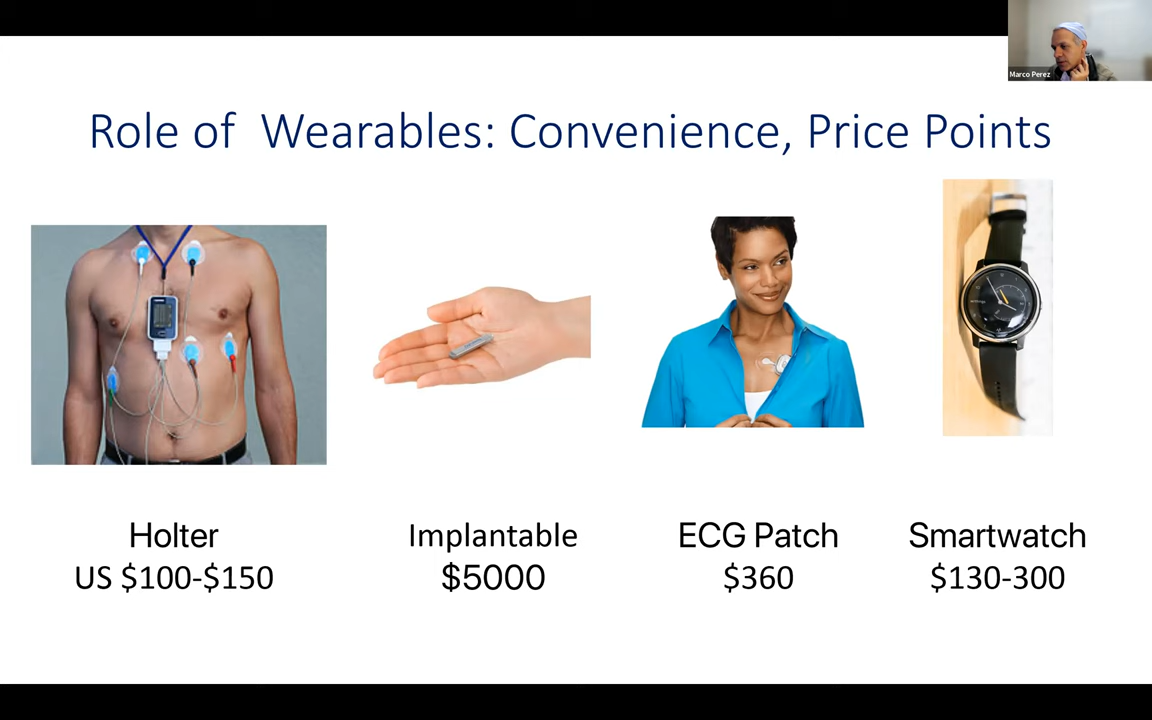 Marco Perez
Role of Wearables: Convenience, Price Points
Holter
US $100-$150
Implantable
$5000
ECG Patch
$360
Smartwatch
$130-300